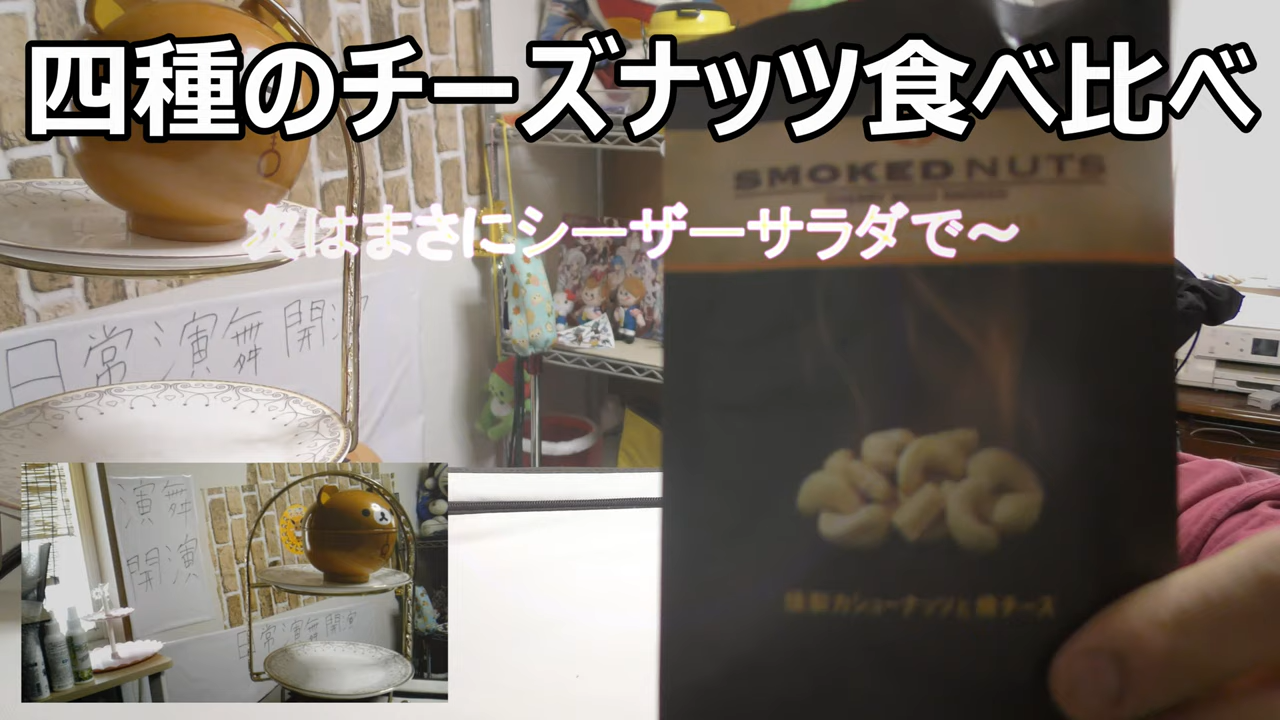 四種のチーズナッツ食べ比べ
SMOKED NUTS
次はまさにシーザーサラダで～
日常演舞開演
燻製カシューナッツと燻チーズ
演舞
開演
日常演舞開演